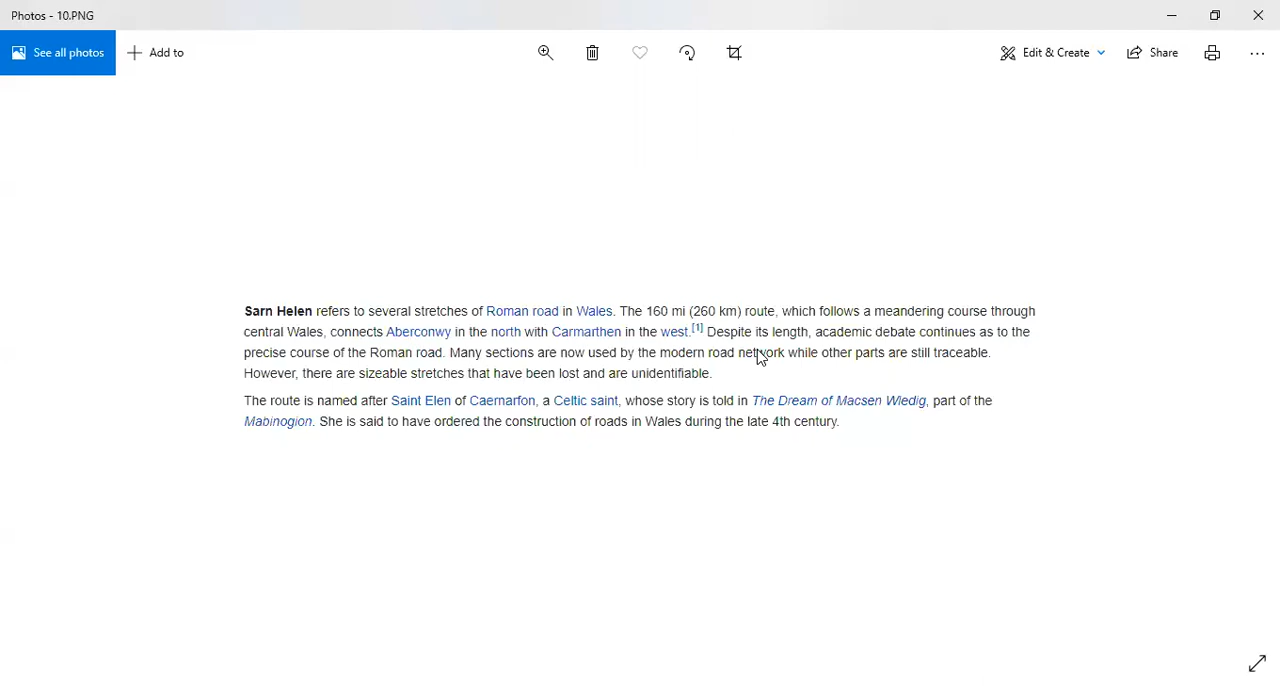 Photos - 10.PNG
See all photos
Add to
Edit & Create
Share
Sarn Helen refers to several stretches of Roman road in Wales. The 160 mi (260 km) route, which follows a meandering course through
central Wales, connects Aberconwy in the north with Carmarthen in the west.[1] Despite its length, academic debate continues as to the
precise course of the Roman road. Many sections are now used by the modern road network while other parts are still traceable.
However, there are sizeable stretches that have been lost and are unidentifiable.
The route is named after Saint Elen of Caernarfon, a Celtic saint, whose story is told in The Dream of Macsen Wledig, part of the
Mabinogion. She is said to have ordered the construction of roads in Wales during the late 4th century.